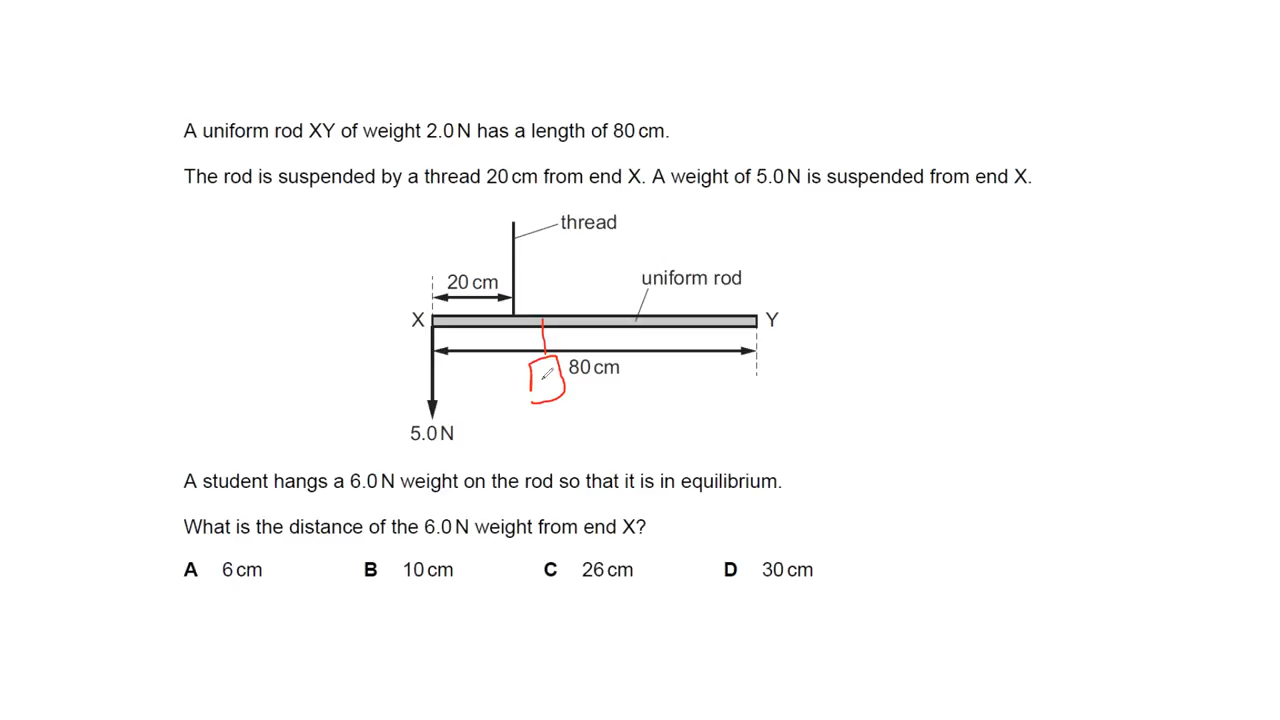 A uniform rod XY of weight 2.0 N has a length of 80 cm.
The rod is suspended by a thread 20 cm from end X. A weight of 5.0 N is suspended from end X.
thread
20 cm
uniform rod
X
Y
80 cm
5.0 N
A student hangs a 6.0 N weight on the rod so that it is in equilibrium.
What is the distance of the 6.0 N weight from end X?
A 6 cm B 10 cm C 26 cm D 30 cm